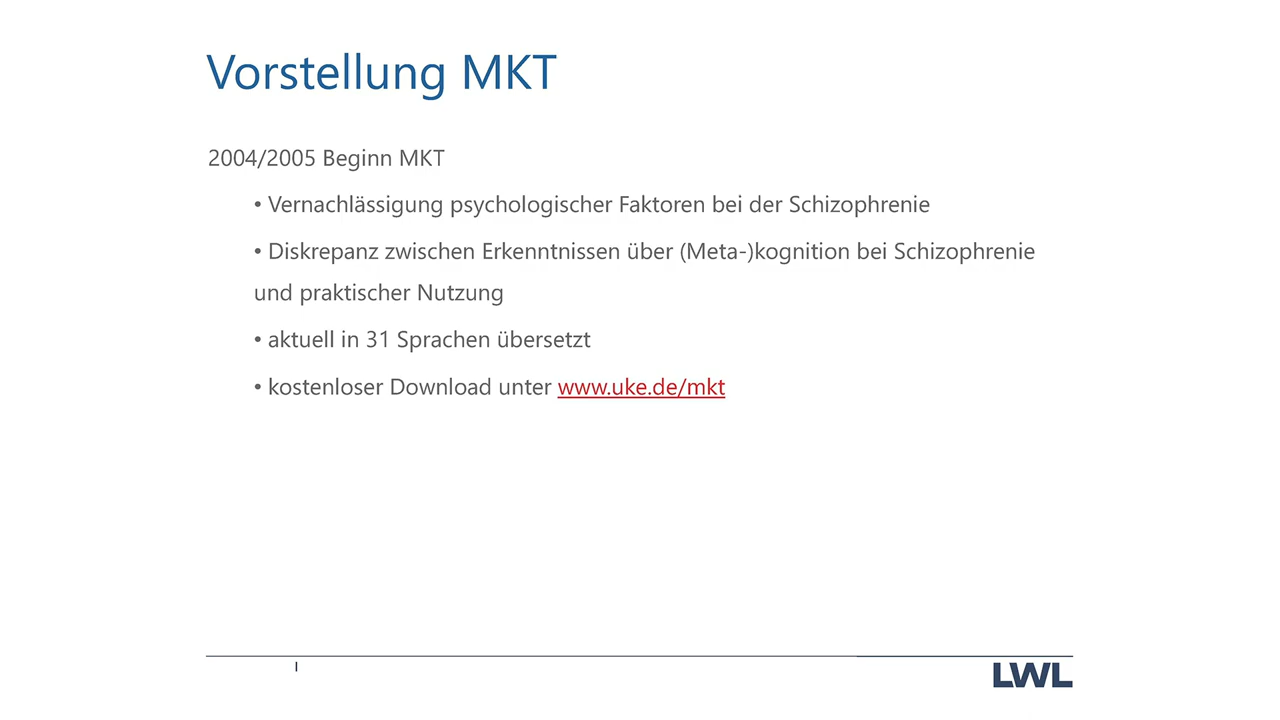 Vorstellung MKT
2004/2005 Beginn MKT
• Vernachlässigung psychologischer Faktoren bei der Schizophrenie
• Diskrepanz zwischen Erkenntnissen über (Meta-)kognition bei Schizophrenie
und praktischer Nutzung
• aktuell in 31 Sprachen übersetzt
• kostenloser Download unter www.uke.de/mkt
LWL